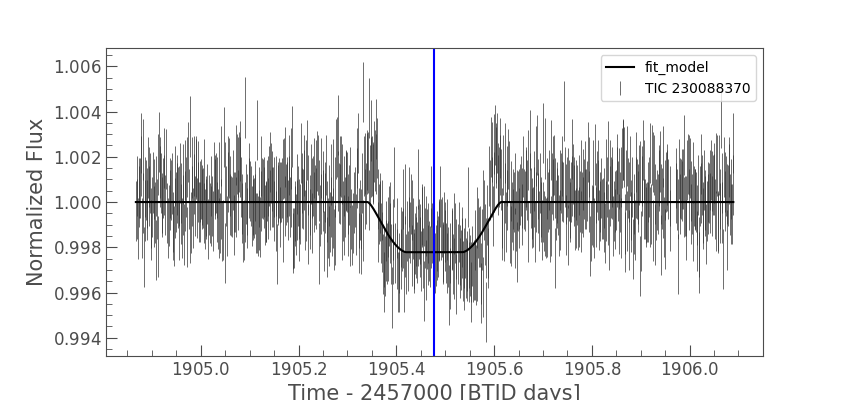 1.006
1.004
1.002
1.000
0.998
0.996
0.994
Normalized Flux
fit_model
TIC 230088370
1905.0 1905.2 1905.4 1905.6 1905.8 1906.0
Time - 2457000 [BTJD days]